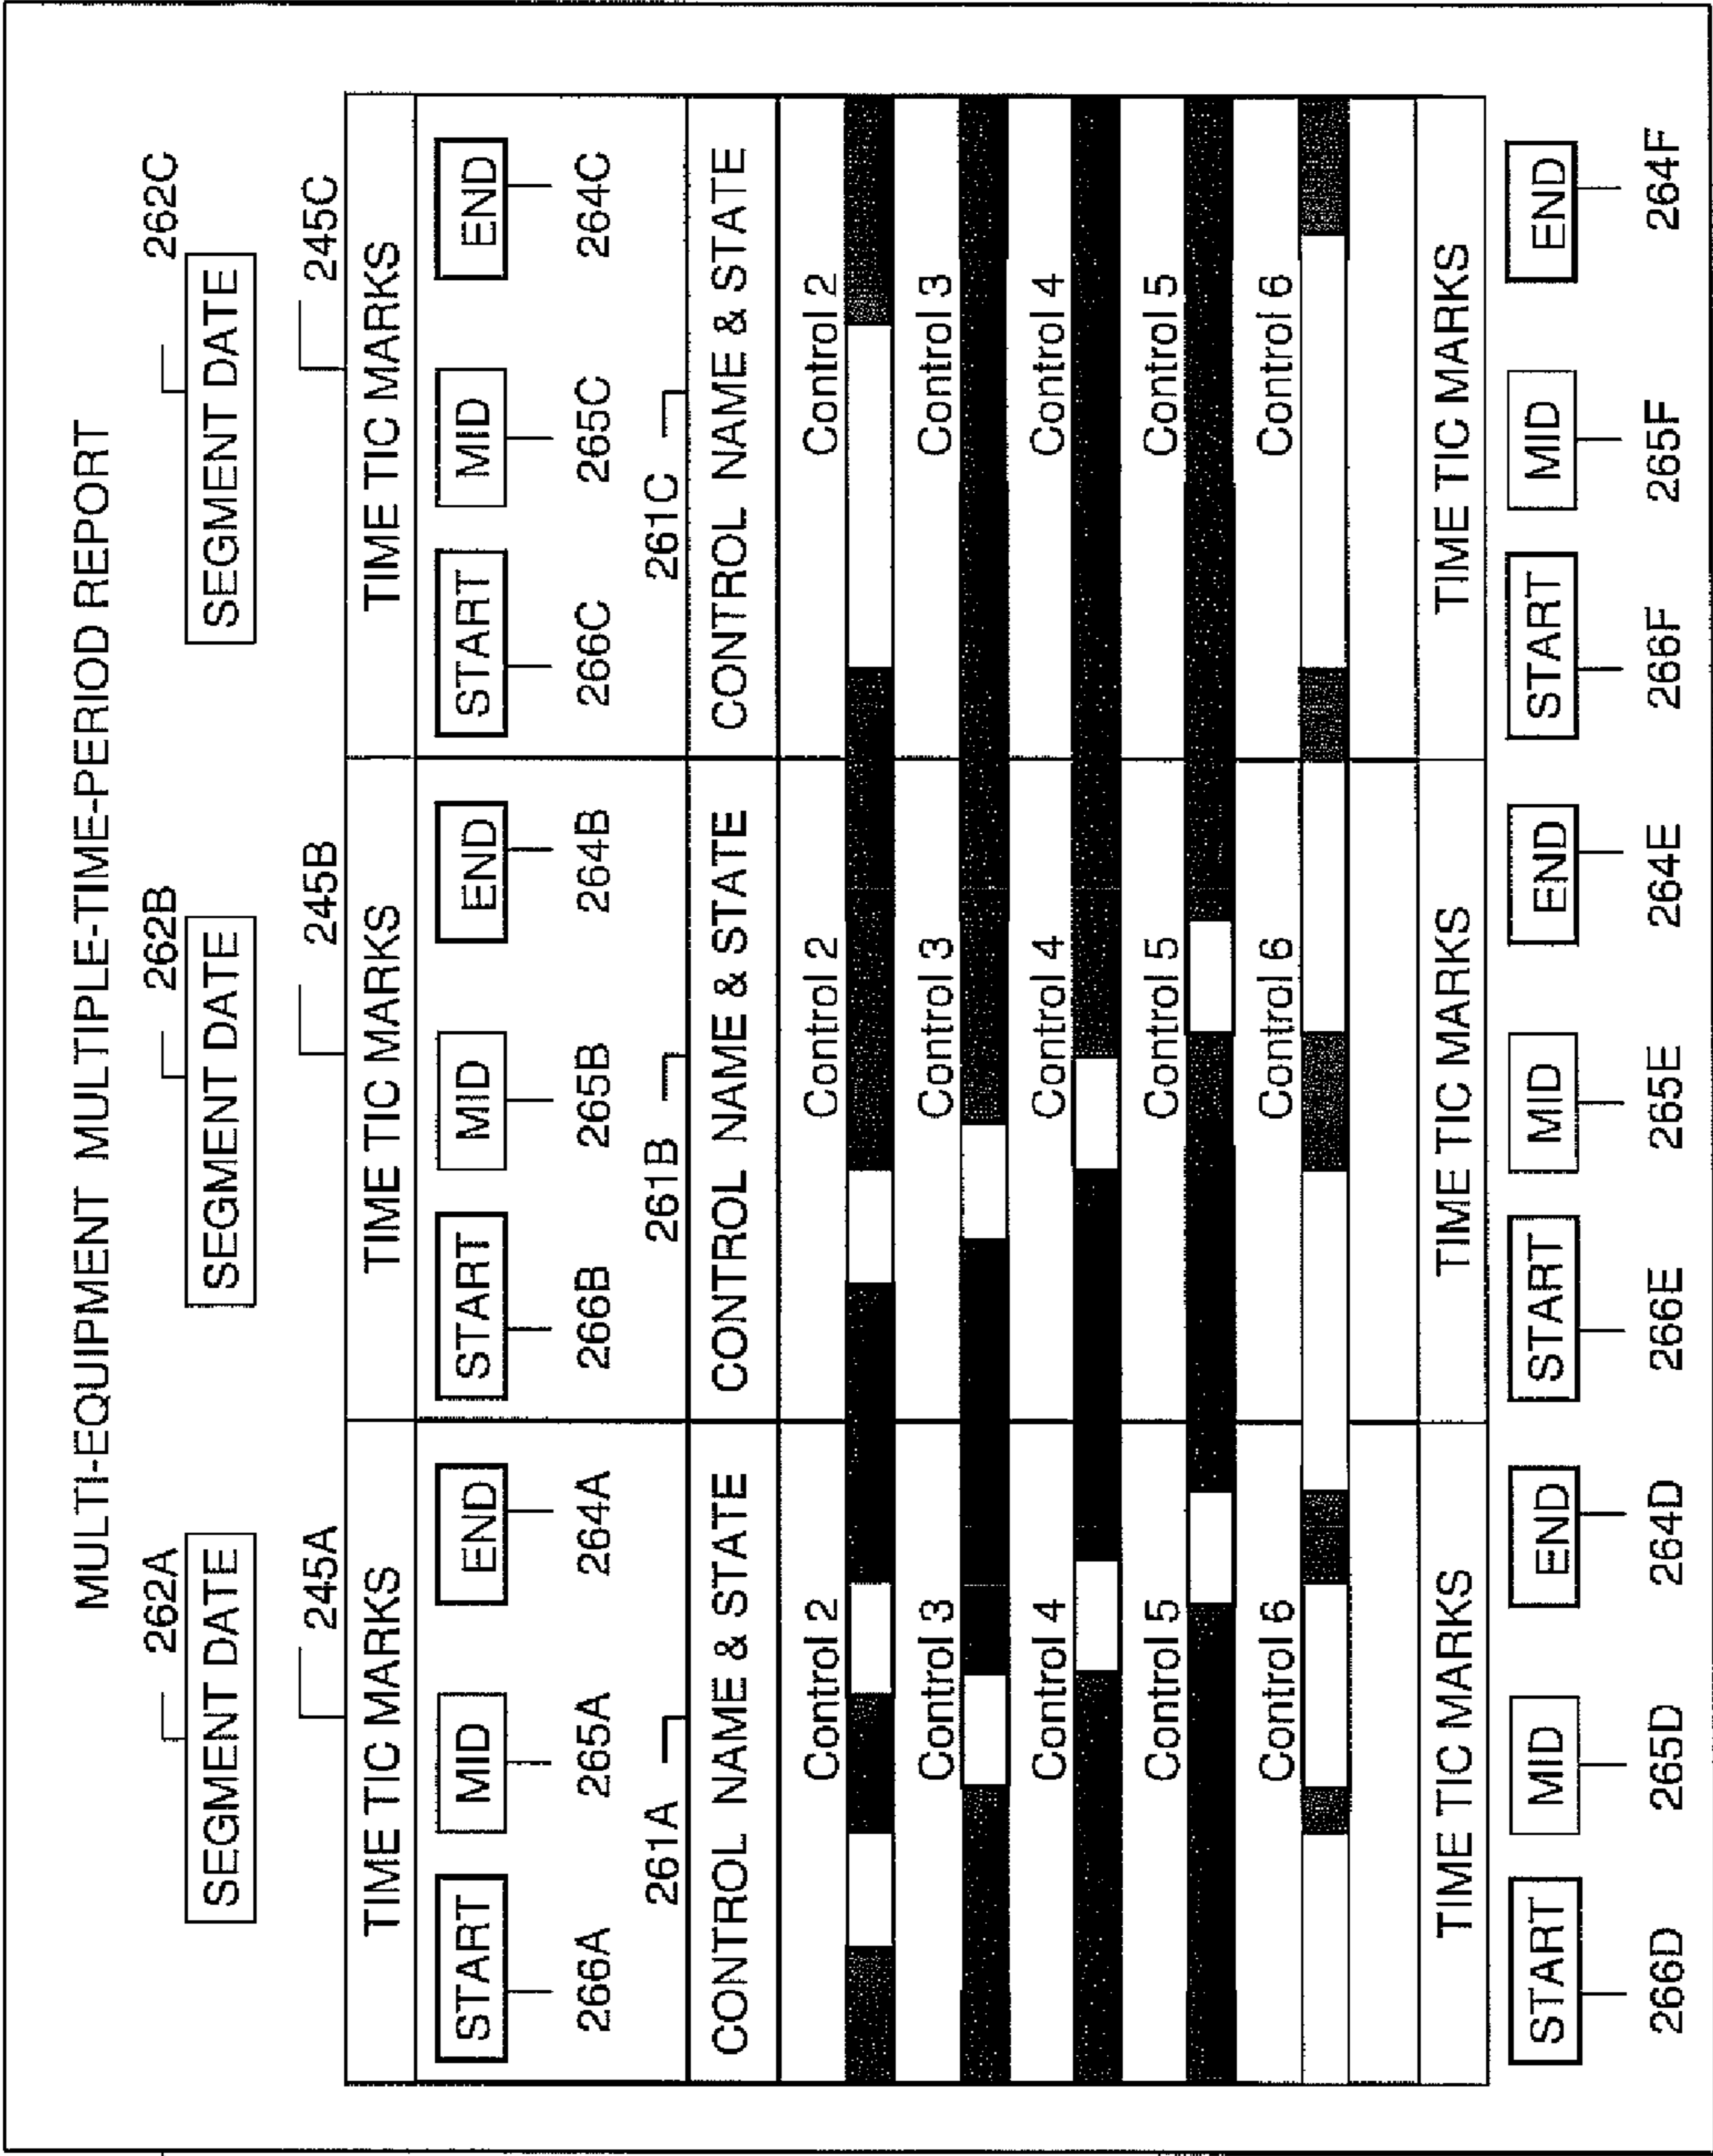 MULTI-EQUIPMENT MULTIPLE-TIME-PERIOD REPORT
262A 262B 262C
SEGMENT DATE SEGMENT DATE SEGMENT DATE
245A 245B 245C
TIME TIC MARKS TIME TIC MARKS TIME TIC MARKS
START MID END START MID END START MID END
266A 265A 264A 266B 265B 264B 266C 265C 264C
261A 261B 261C
CONTROL NAME & STATE CONTROL NAME & STATE CONTROL NAME & STATE
Control 2 Control 2 Control 2
Control 3 Control 3 Control 3
Control 4 Control 4 Control 4
Control 5 Control 5 Control 5
Control 6 Control 6 Control 6
TIME TIC MARKS TIME TIC MARKS TIME TIC MARKS
START MID END START MID END START MID END
266D 265D 264D 266E 265E 264E 266F 265F 264F